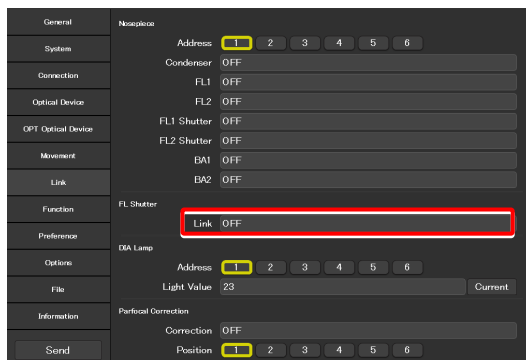 General
System
Connection
Optical Device
OPT Optical Device
Movement
Link
Function
Preference
Options
File
Information
Send
Nosepiece
Address 1 2 3 4 5 6
Condenser OFF
FL1 OFF
FL2 OFF
FL1 Shutter OFF
FL2 Shutter OFF
BA1 OFF
BA2 OFF
FL Shutter
Link OFF
DIA Lamp
Address 1 2 3 4 5 6
Light Value 23 Current
Parfocal Correction
Correction OFF
Position 1 2 3 4 5 6